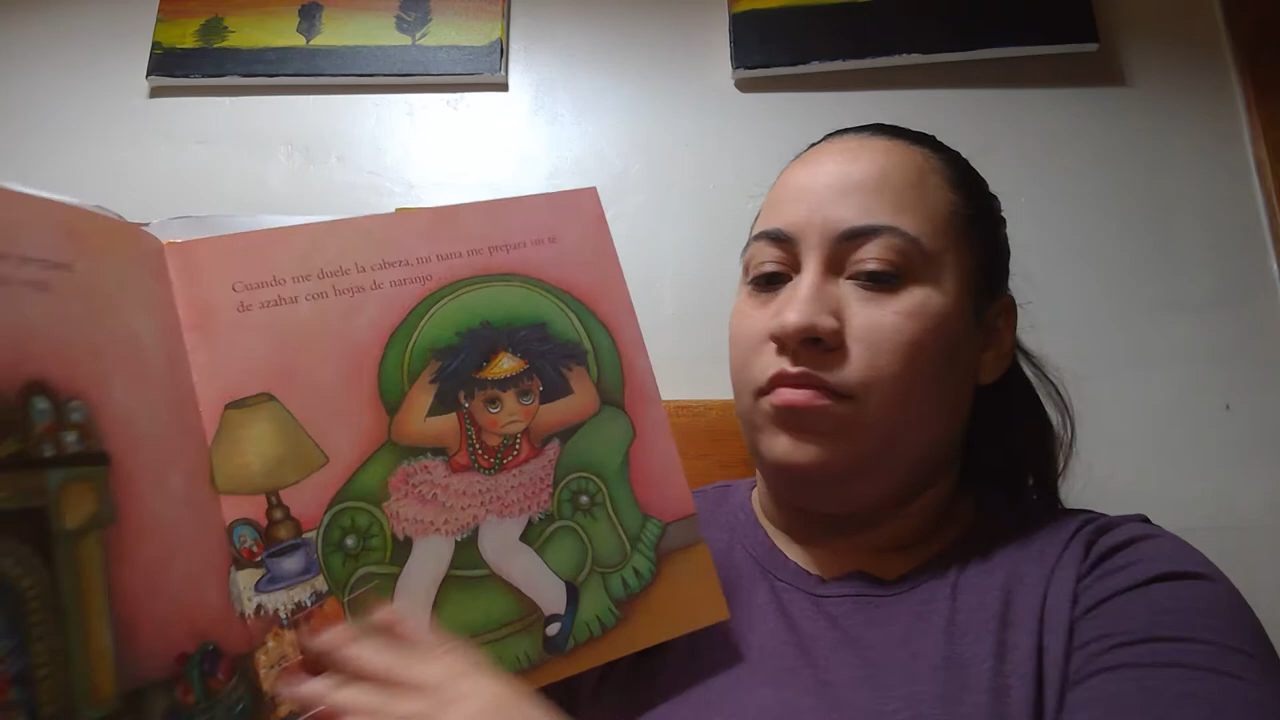 Cuando me duele la cabeza, mi nana me prepara un te
de azahar con hojas de naranjo